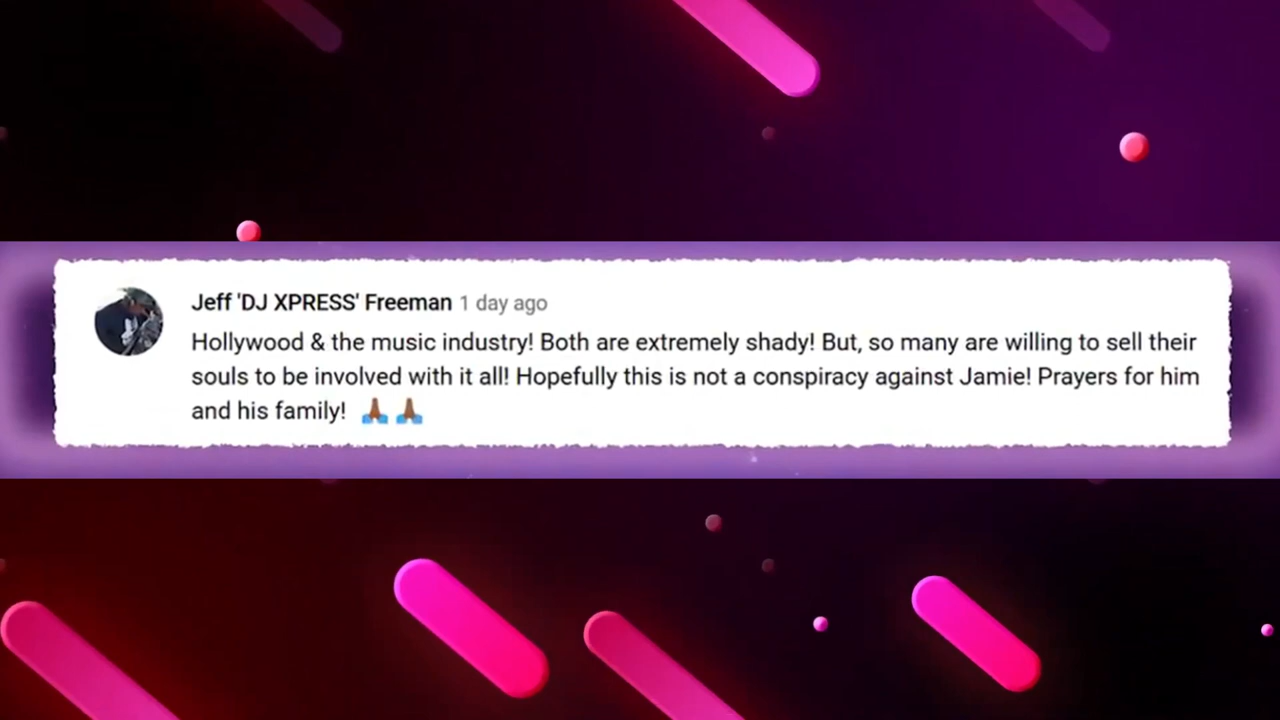 Jeff 'DJ XPRESS' Freeman 1 day ago
Hollywood & the music industry! Both are extremely shady! But, so many are willing to sell their
souls to be involved with it all! Hopefully this is not a conspiracy against Jamie! Prayers for him
and his family! 🙏🏾 🙏🏾